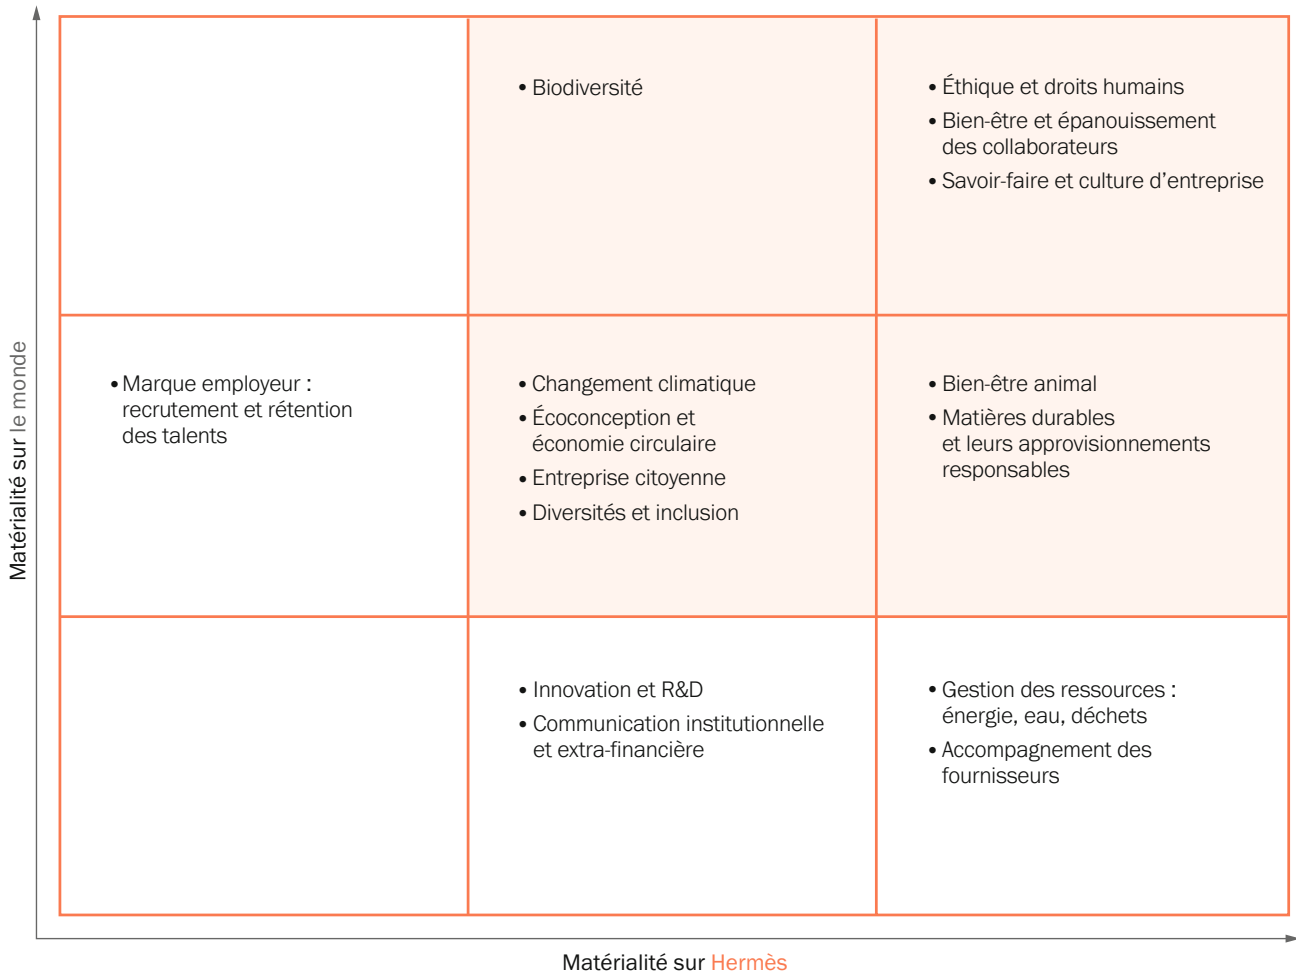 • Biodiversité
• Éthique et droits humains
• Bien-être et épanouissement
des collaborateurs
• Savoir-faire et culture d’entreprise
• Marque employeur :
recrutement et rétention
des talents
• Changement climatique
• Écoconception et
économie circulaire
• Entreprise citoyenne
• Diversités et inclusion
• Bien-être animal
• Matières durables
et leurs approvisionnements
responsables
• Innovation et R&D
• Communication institutionnelle
et extra-financière
• Gestion des ressources :
énergie, eau, déchets
• Accompagnement des
fournisseurs
Matérialité sur le monde
Matérialité sur Hermès